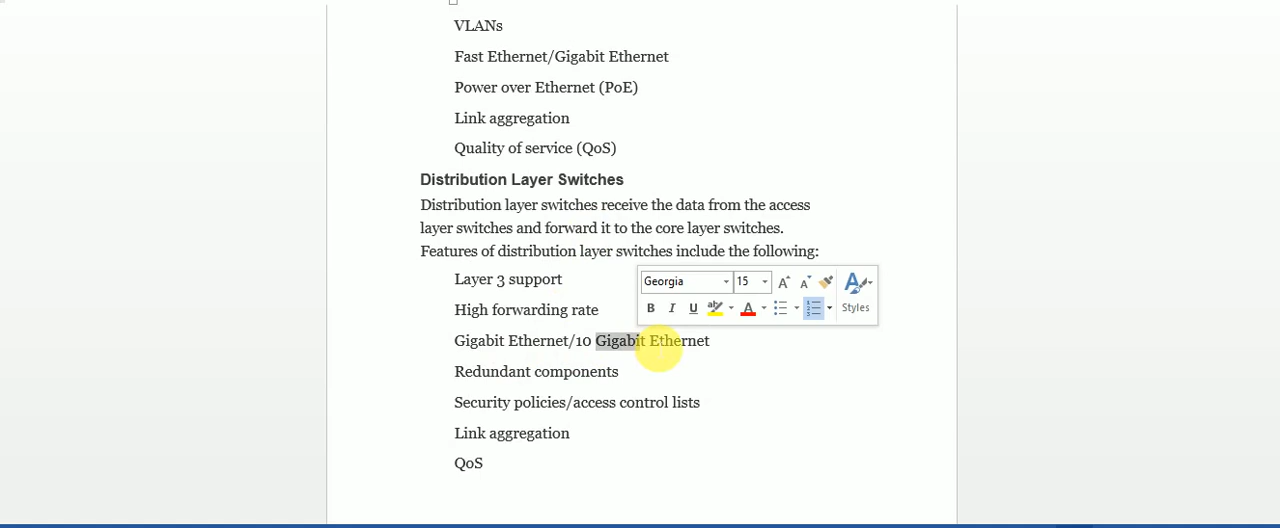 VLANs
Fast Ethernet/Gigabit Ethernet
Power over Ethernet (PoE)
Link aggregation
Quality of service (QoS)
Distribution Layer Switches
Distribution layer switches receive the data from the access
layer switches and forward it to the core layer switches.
Features of distribution layer switches include the following:
Layer 3 support
Georgia 15 A A A
High forwarding rate
B I U aby A Styles
Gigabit Ethernet/10 Gigabit Ethernet
Redundant components
Security policies/access control lists
Link aggregation
QoS